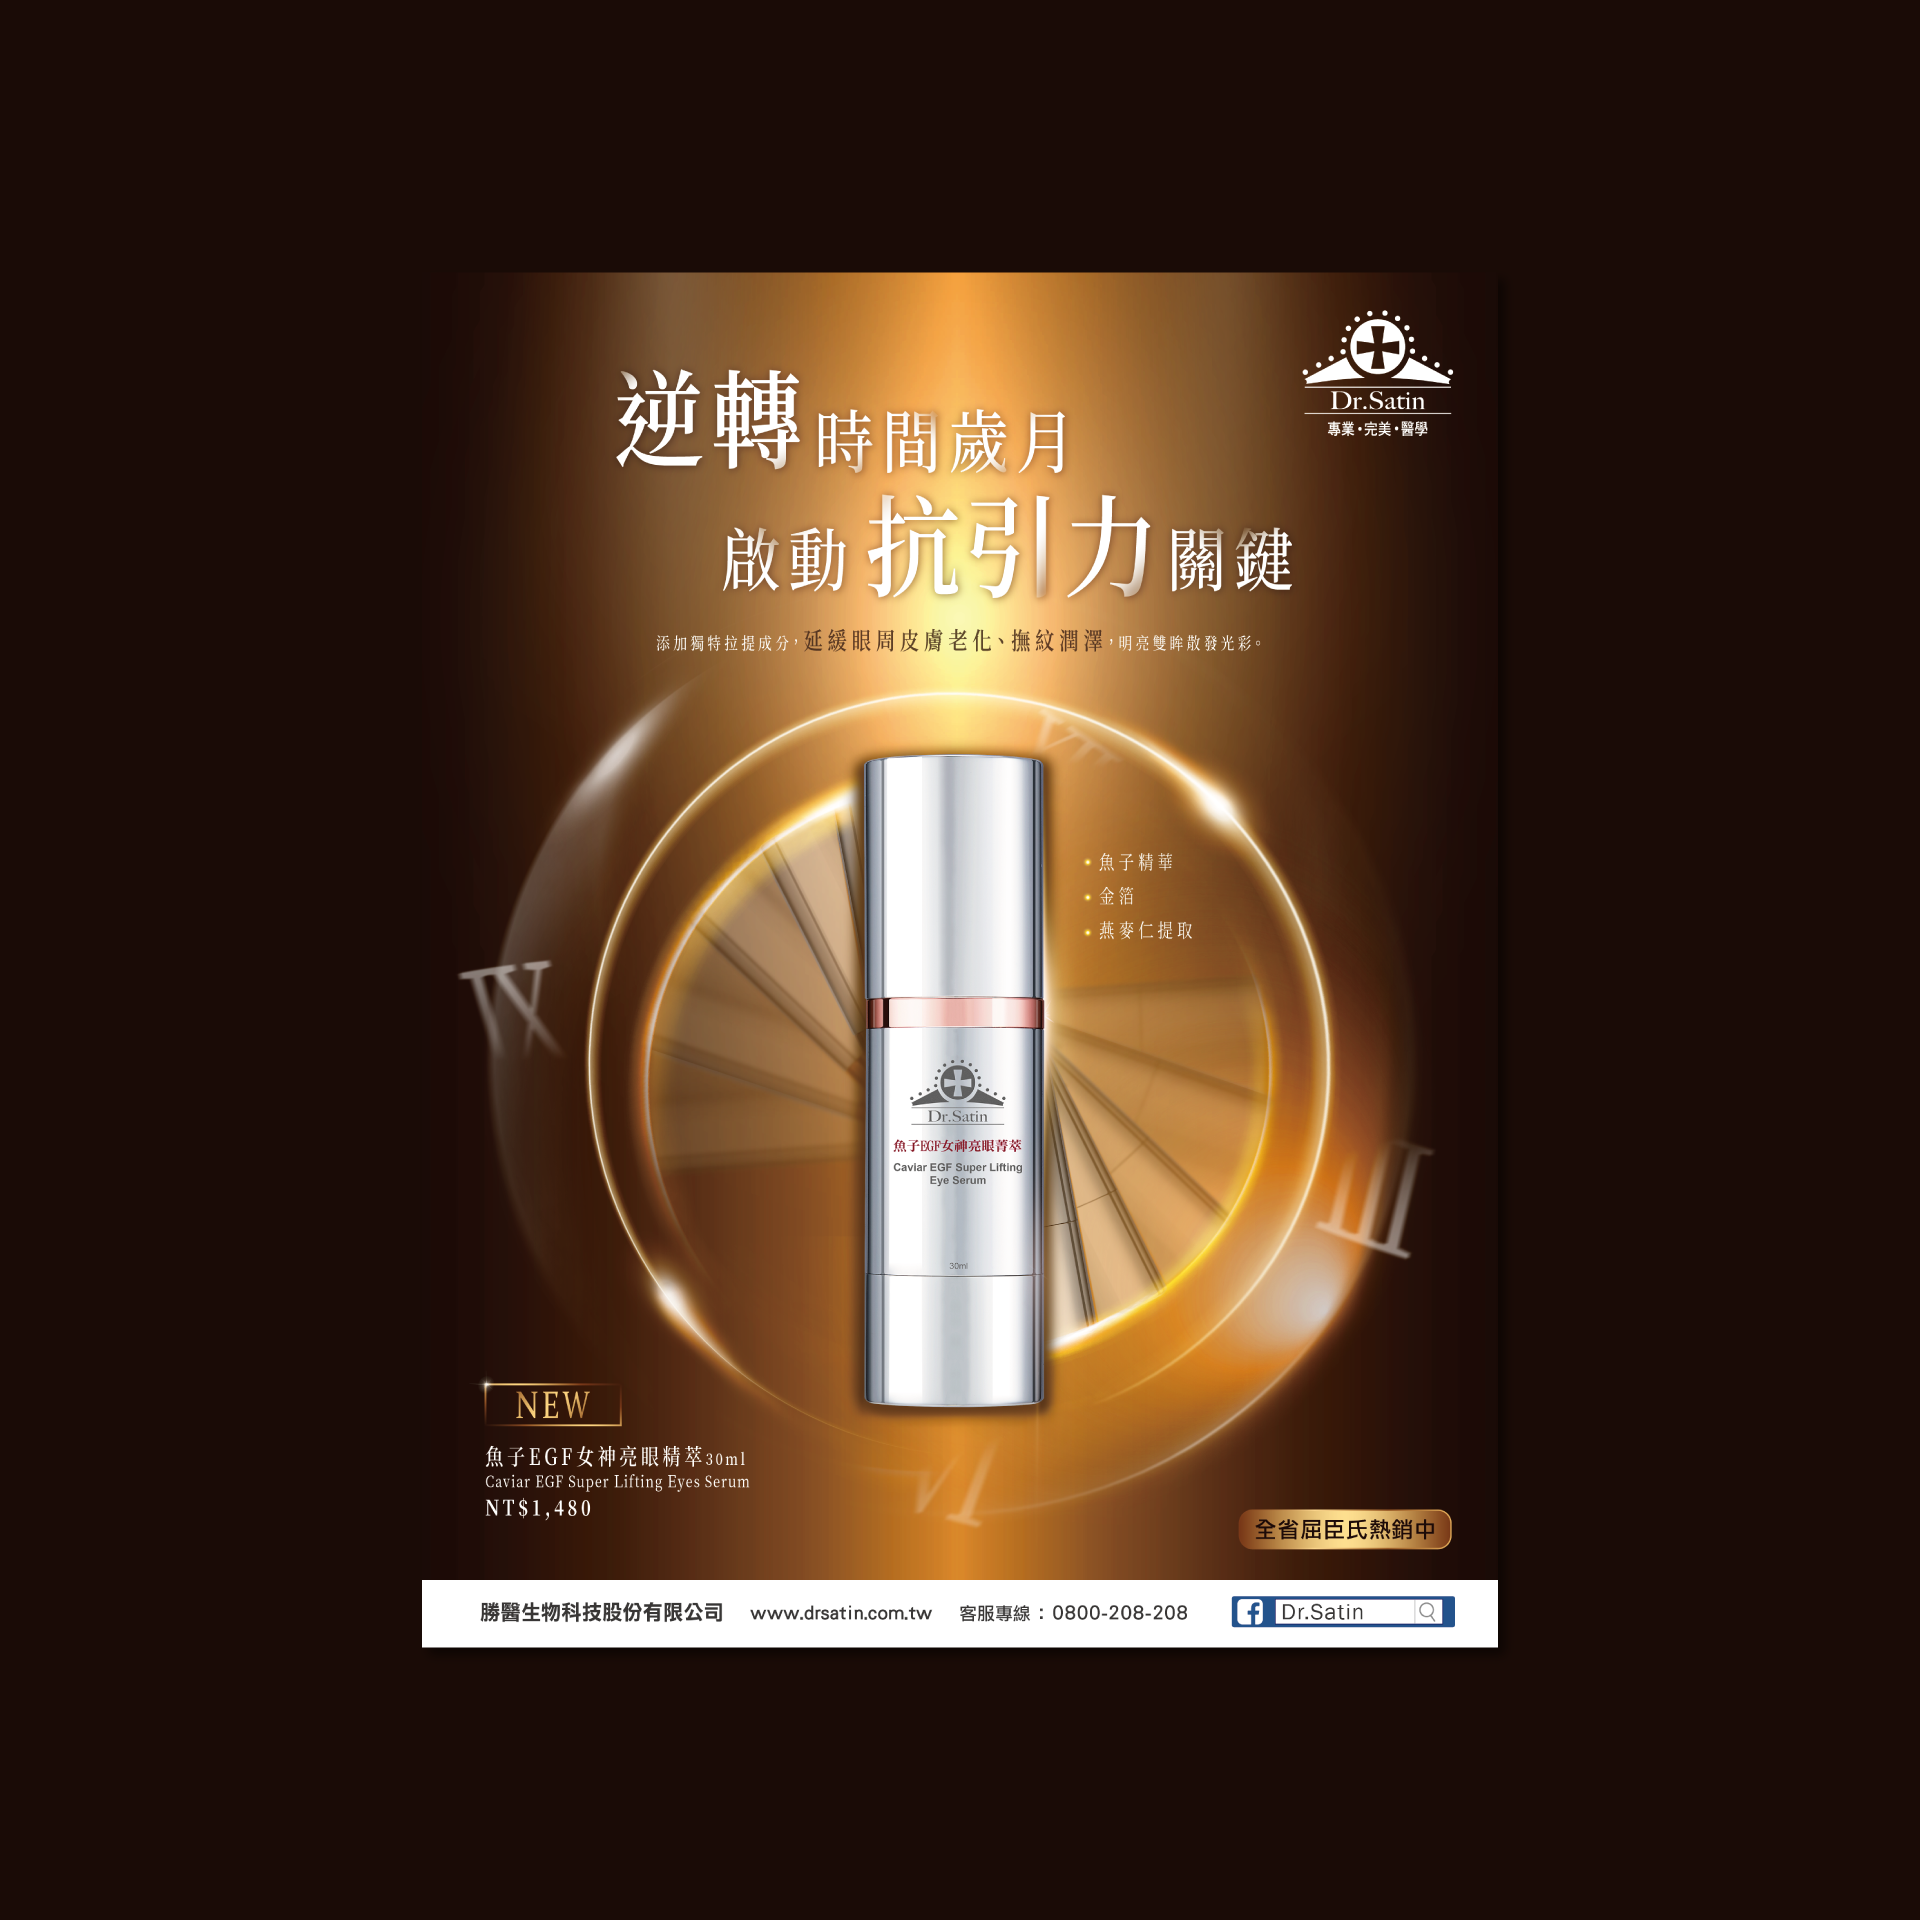 Dr.Satin
專業・完美・醫學
逆轉時間歲月
啟動抗引力關鍵
添加獨特拉提成分，延緩眼周皮膚老化、撫紋潤澤，明亮雙眸散發光彩。
VII
• 魚子精華
• 金箔
• 燕麥仁提取
IX
III
VI
Dr.Satin
魚子EGF女神亮眼菁萃
Caviar EGF Super Lifting
Eye Serum
30ml
NEW
魚子EGF女神亮眼精萃30ml
Caviar EGF Super Lifting Eyes Serum
NT$1,480
全省屈臣氏熱銷中
勝醫生物科技股份有限公司 www.drsatin.com.tw 客服專線：0800-208-208 f Dr.Satin